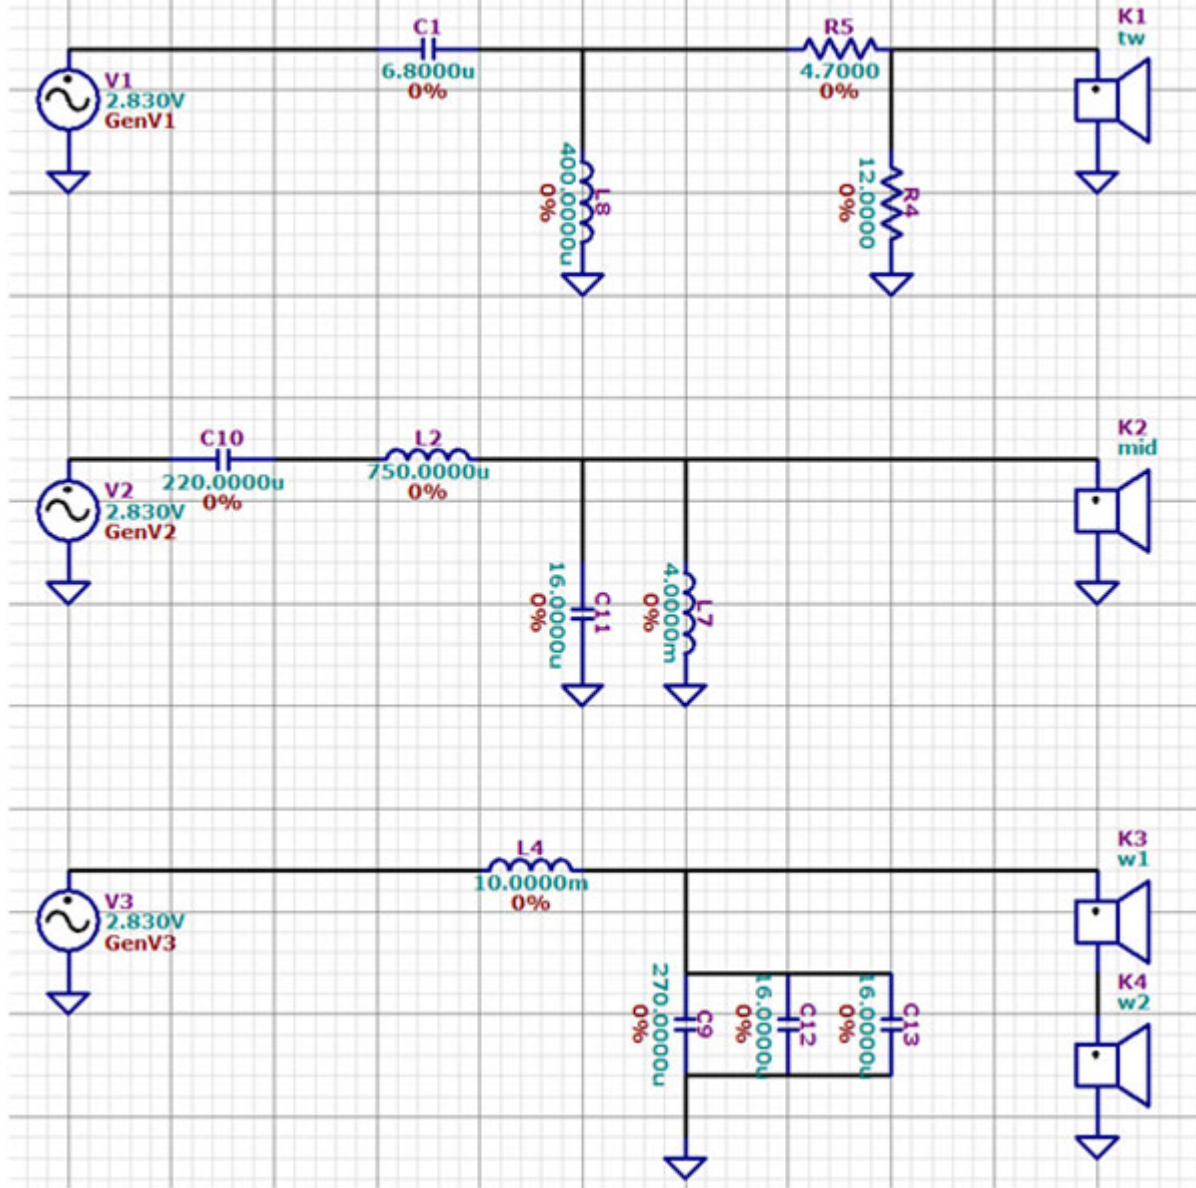 K1
tw
C1
6.8000u
0%
R5
4.7000
0%
V1
2.830V
GenV1
400.0000u
0%
L8
12.0000
0%
R4
K2
mid
C10
220.0000u
0%
L2
750.0000u
0%
V2
2.830V
GenV2
16.0000u
0%
C11
4.0000m
0%
L7
K3
w1
L4
10.0000m
0%
V3
2.830V
GenV3
K4
w2
270.0000u
0%
C9
16.0000u
0%
C12
16.0000u
0%
C13